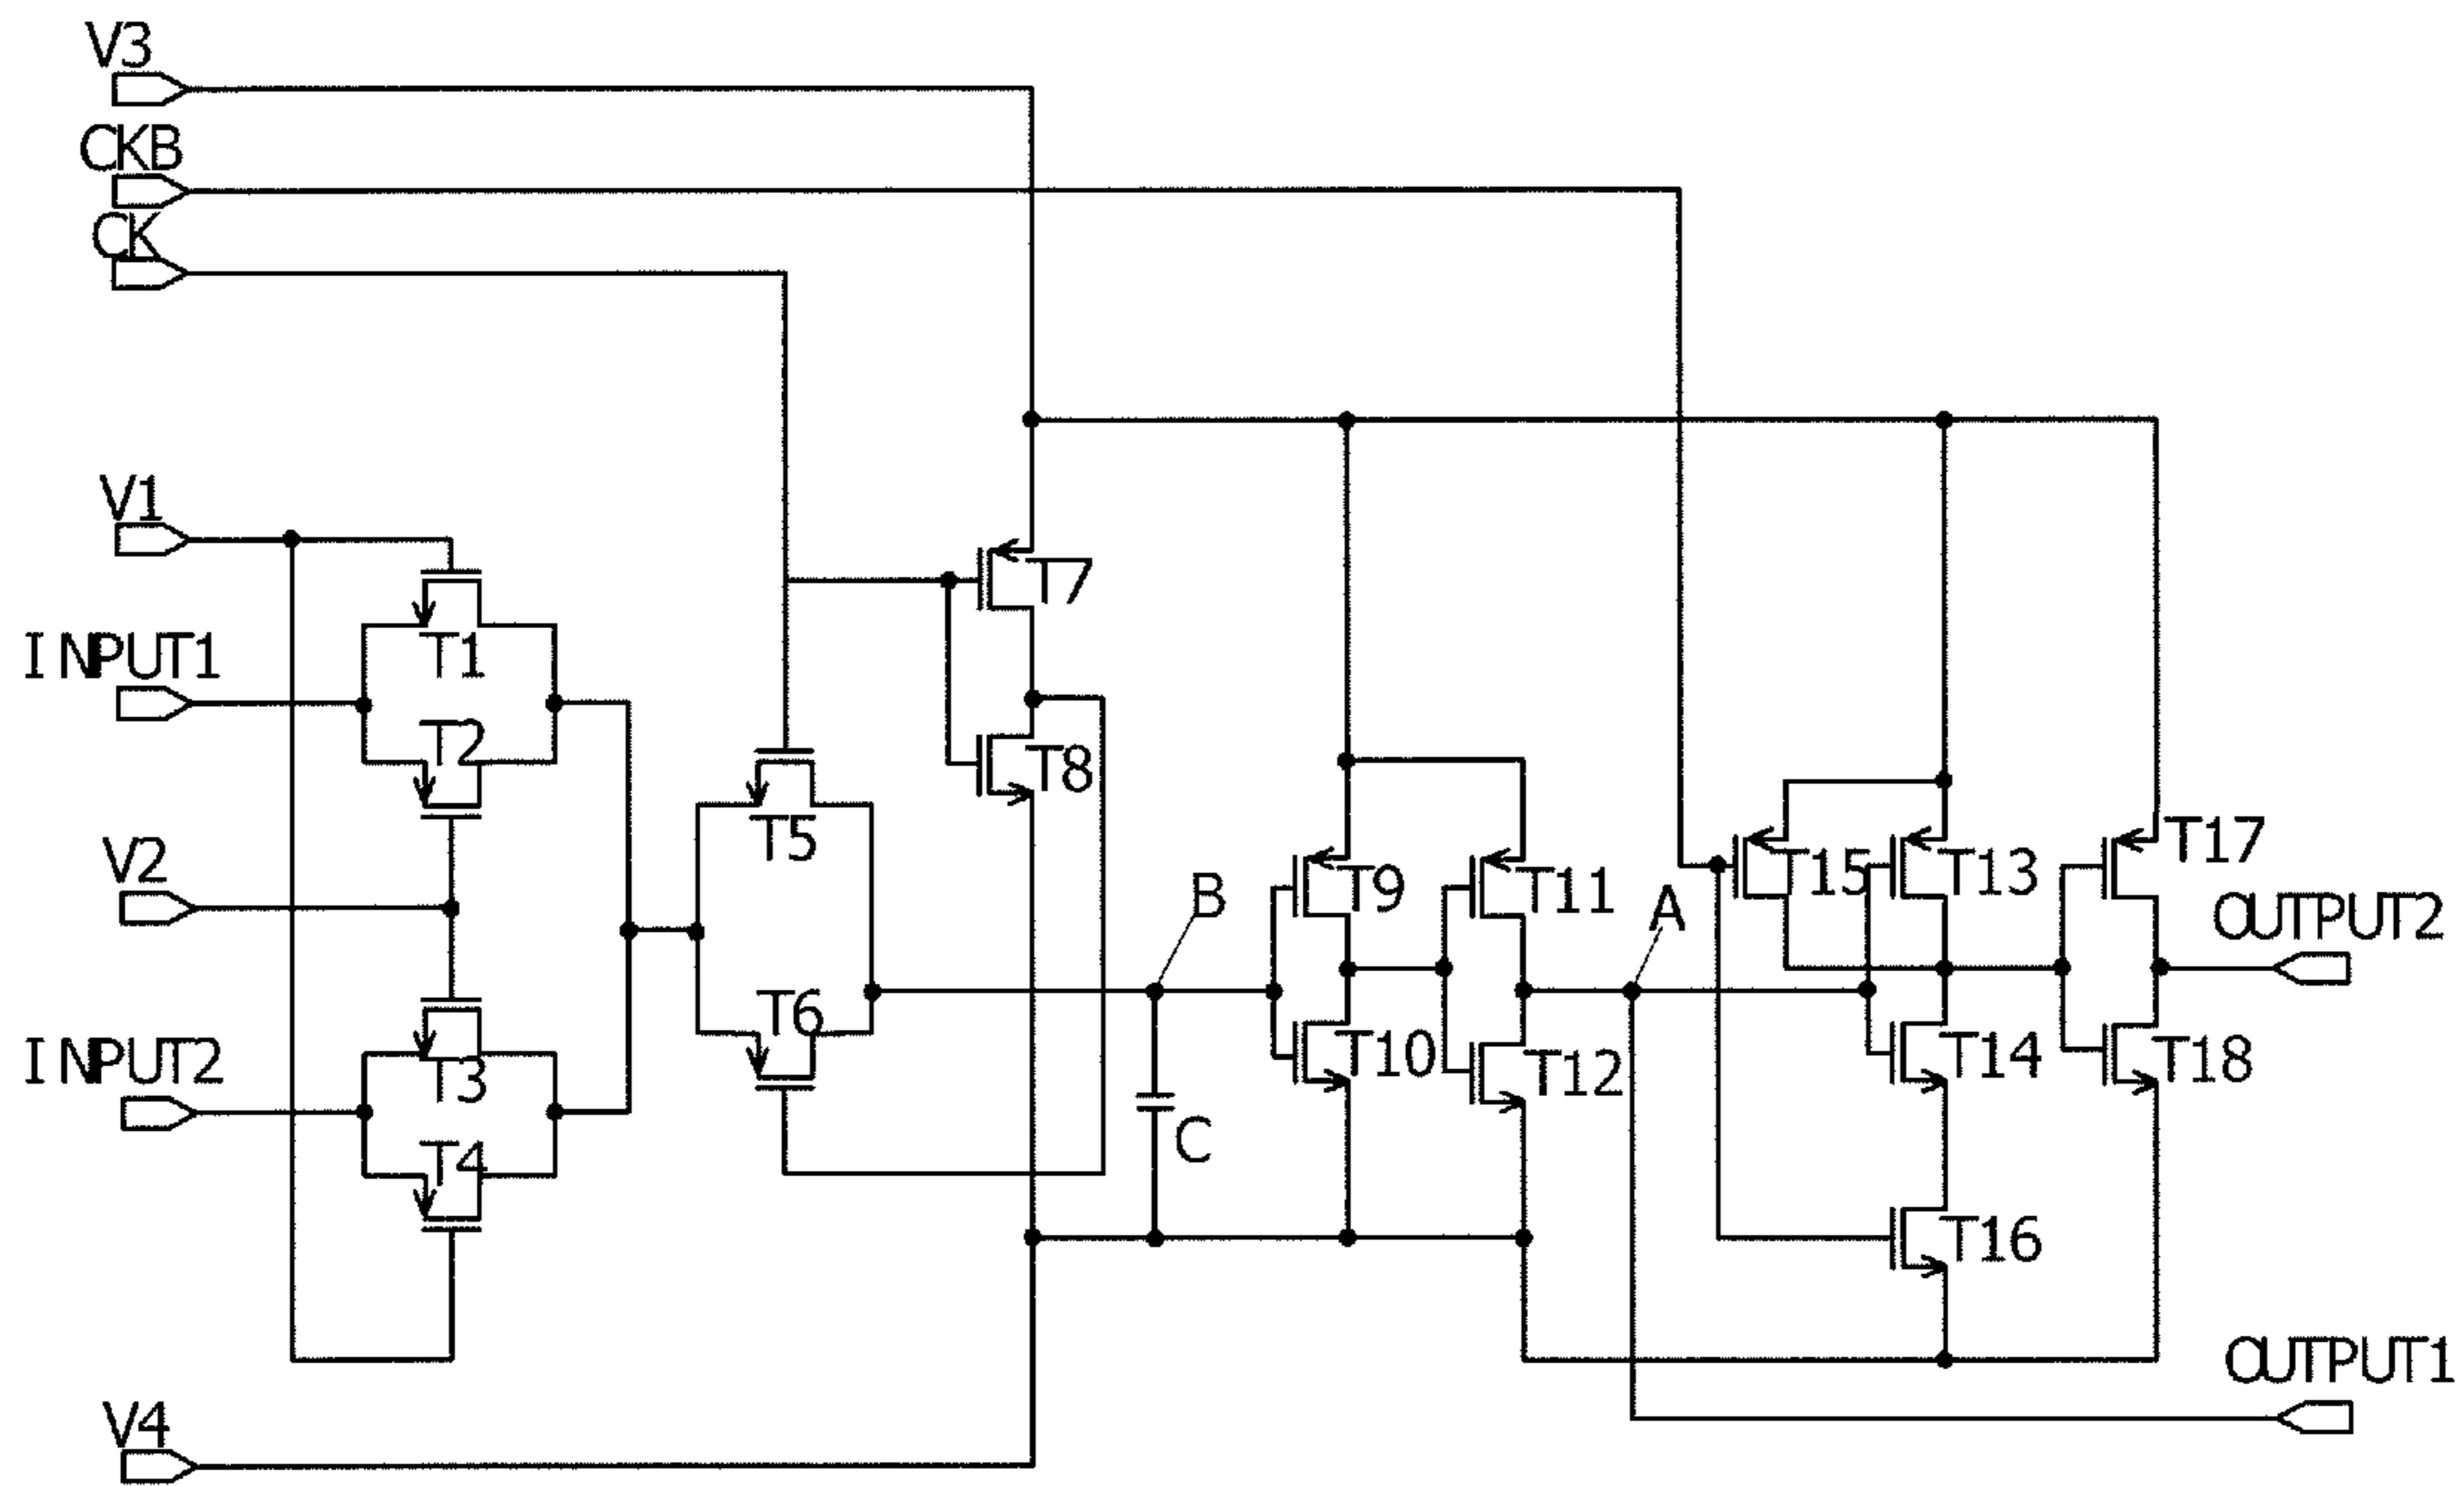 V3
CKB
CK
V1
INPUT1
V2
INPUT2
V4
T1
T2
T3
T4
T5
T6
T7
T8
B
C
T9
T10
T11
T12
A
T15
T13
T14
T16
T17
T18
OUTPUT2
OUTPUT1